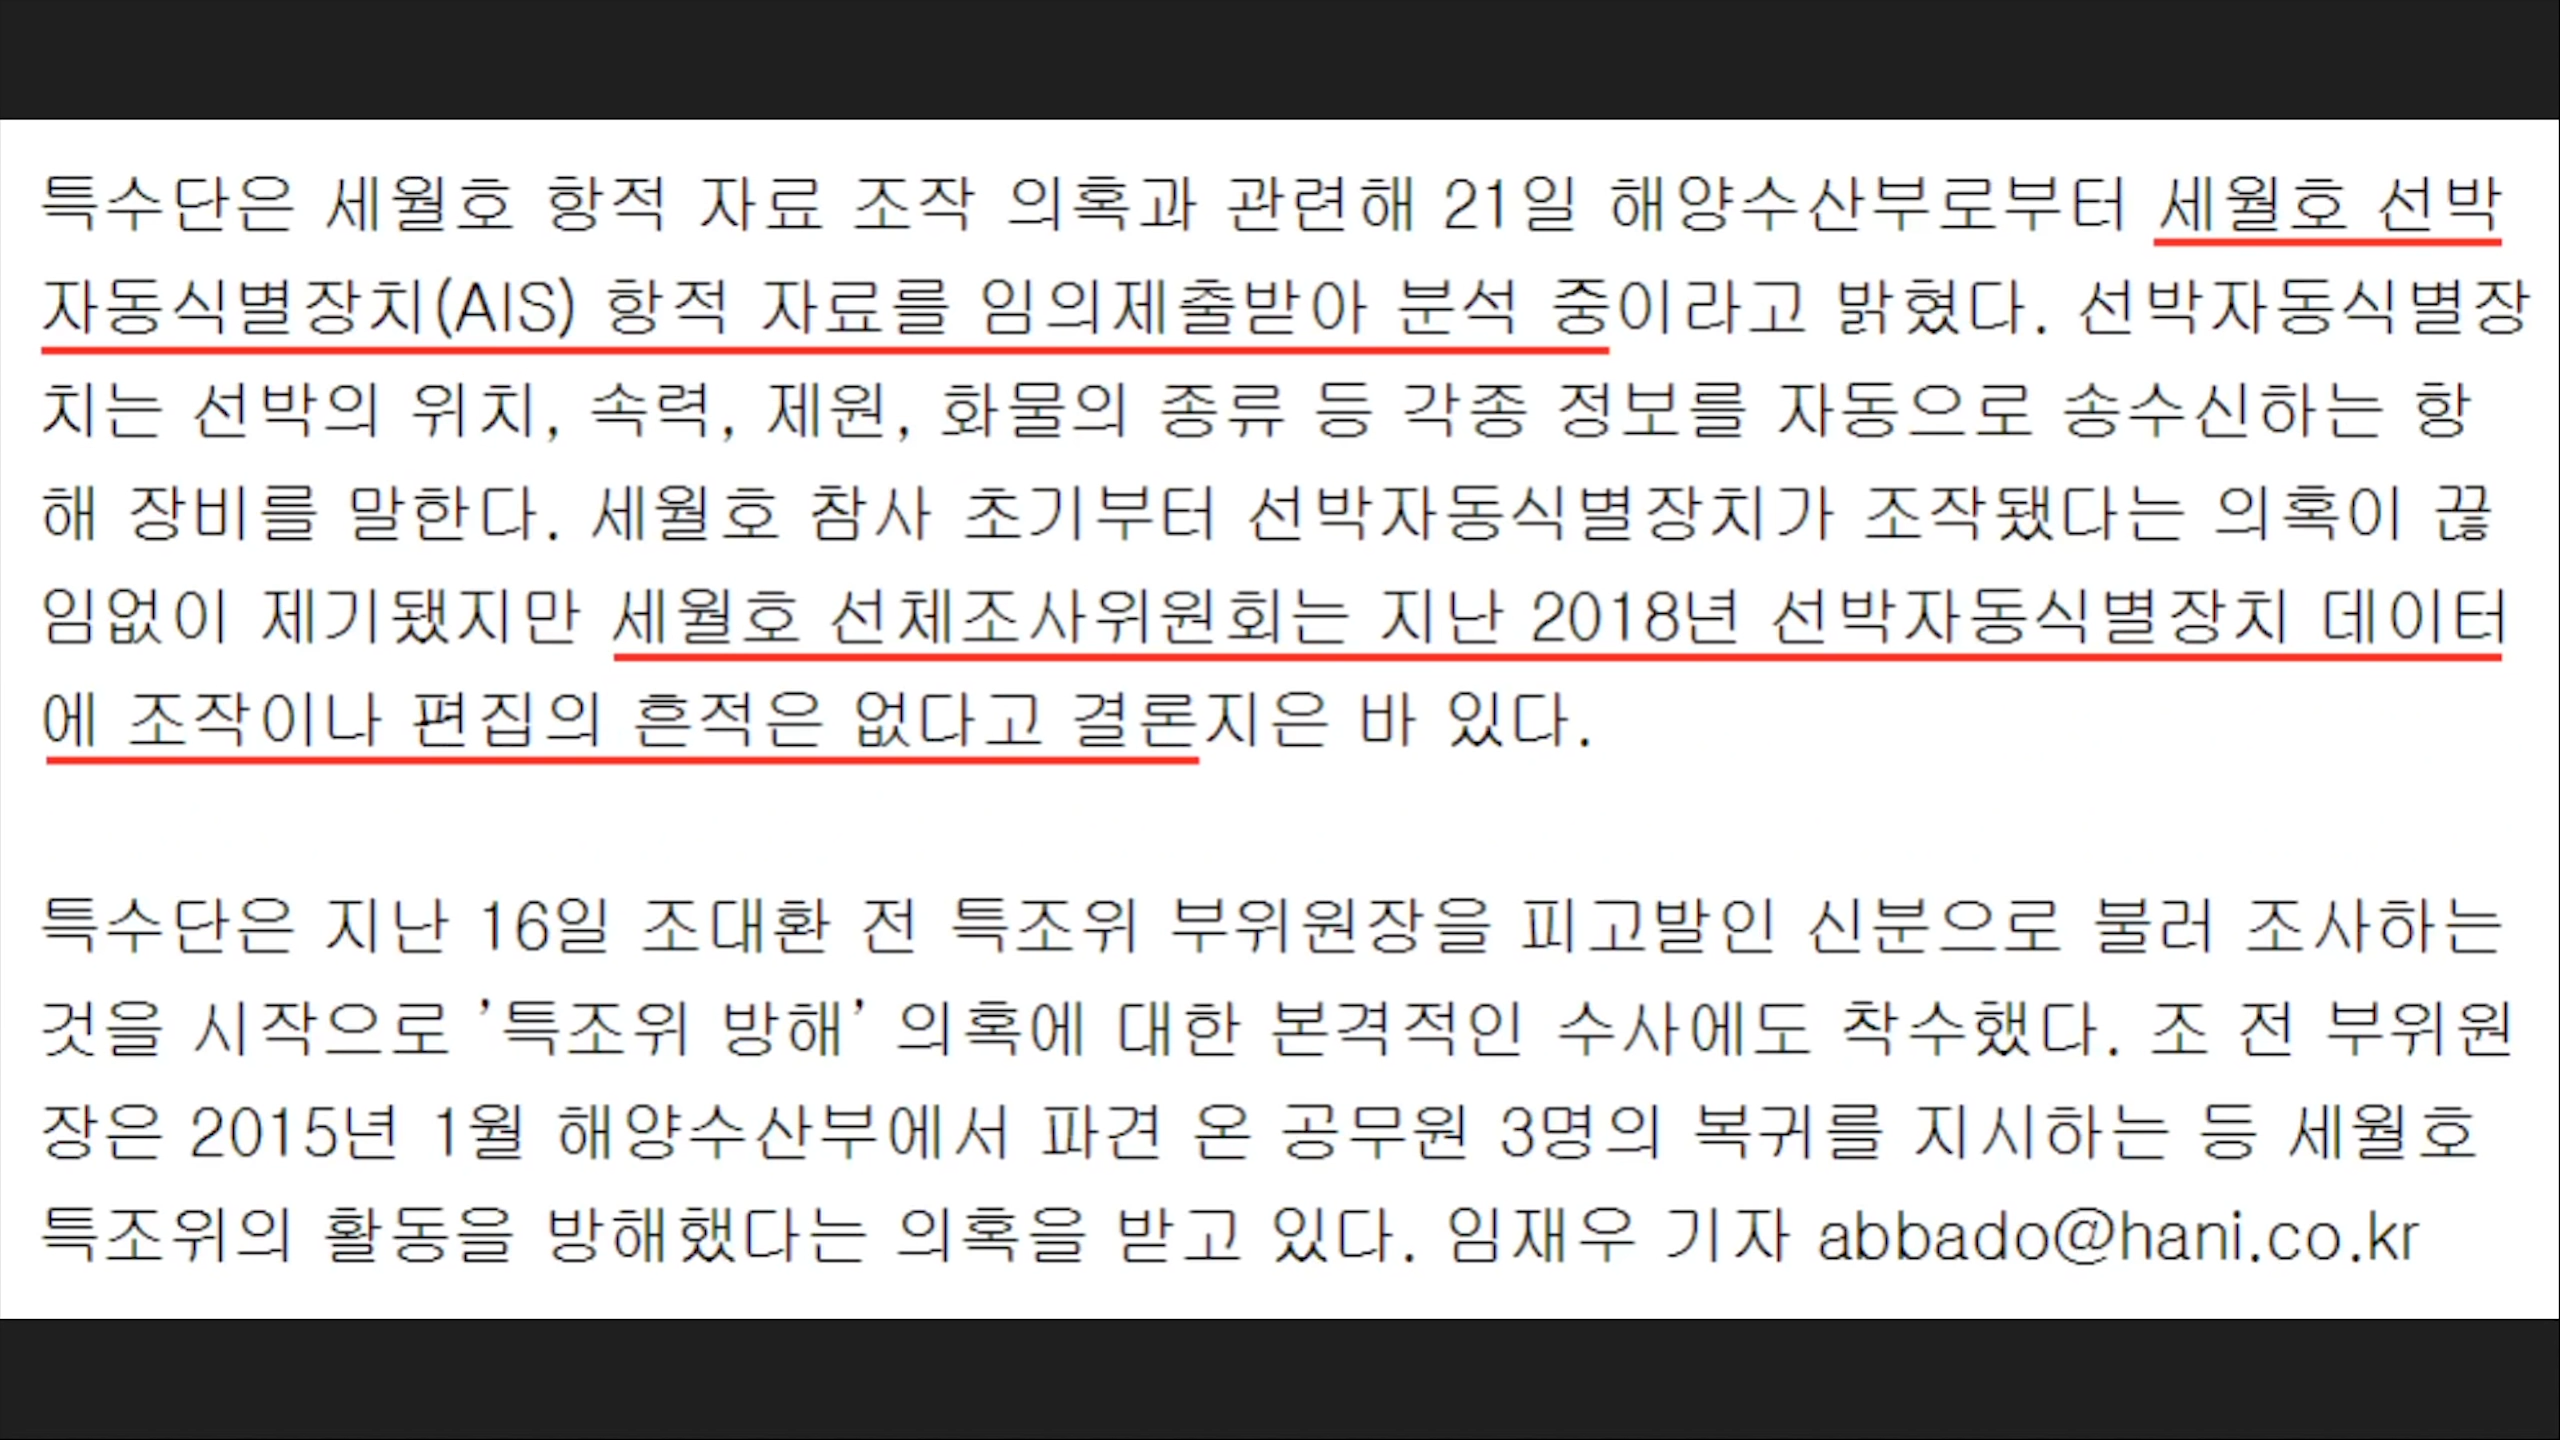 특수단은 세월호 항적 자료 조작 의혹과 관련해 21일 해양수산부로부터 세월호 선박
자동식별장치(AIS) 항적 자료를 임의제출받아 분석 중이라고 밝혔다. 선박자동식별장
치는 선박의 위치, 속력, 제원, 화물의 종류 등 각종 정보를 자동으로 송수신하는 항
해 장비를 말한다. 세월호 참사 초기부터 선박자동식별장치가 조작됐다는 의혹이 끊
임없이 제기됐지만 세월호 선체조사위원회는 지난 2018년 선박자동식별장치 데이터
에 조작이나 편집의 흔적은 없다고 결론지은 바 있다.
특수단은 지난 16일 조대환 전 특조위 부위원장을 피고발인 신분으로 불러 조사하는
것을 시작으로 ’특조위 방해’ 의혹에 대한 본격적인 수사에도 착수했다. 조 전 부위원
장은 2015년 1월 해양수산부에서 파견 온 공무원 3명의 복귀를 지시하는 등 세월호
특조위의 활동을 방해했다는 의혹을 받고 있다. 임재우 기자 abbado@hani.co.kr